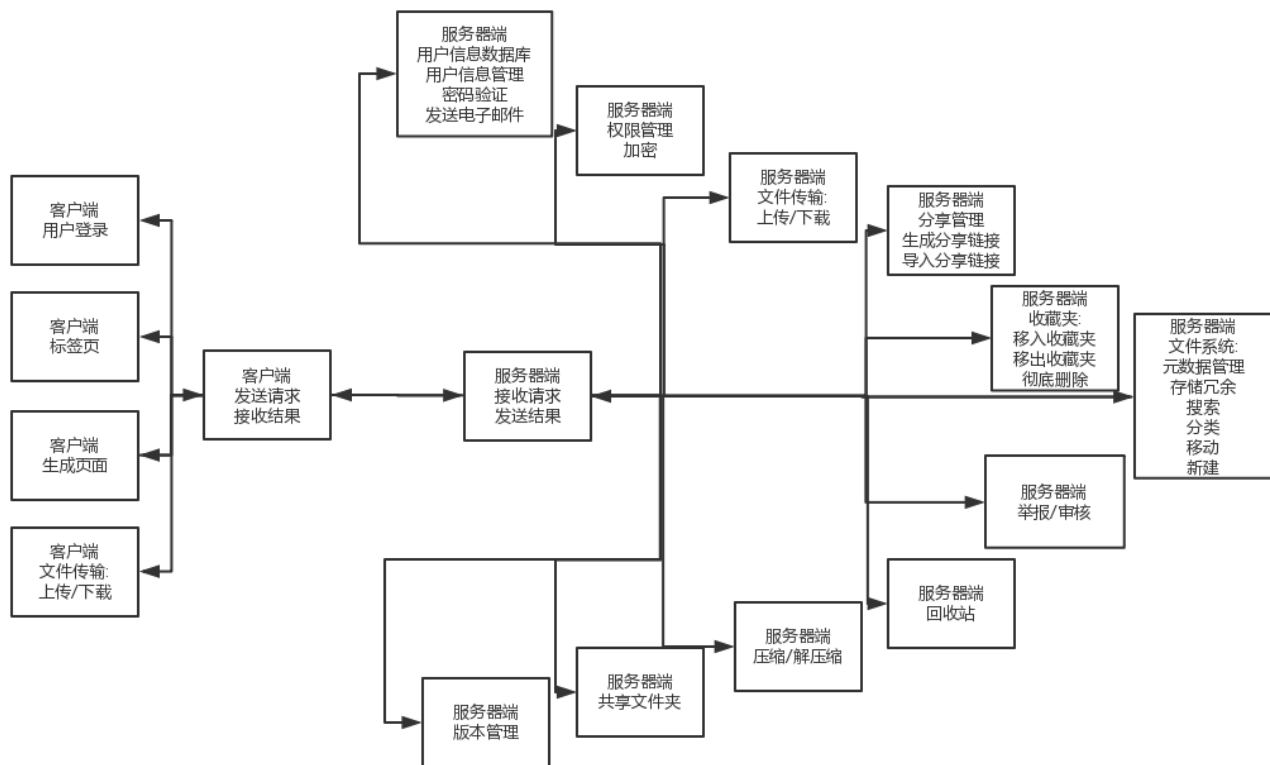 服务器端
用户信息数据库
用户信息管理
密码验证
发送电子邮件
服务器端
权限管理
加密
服务器端
文件传输:
上传/下载
服务器端
分享管理
生成分享链接
导入分享链接
客户端
用户登录
客户端
标签页
客户端
生成页面
客户端
文件传输:
上传/下载
客户端
发送请求
接收结果
服务器端
接收请求
发送结果
服务器端
收藏夹:
移入收藏夹
移出收藏夹
彻底删除
服务器端
文件系统:
元数据管理
存储冗余
搜索
分类
移动
新建
服务器端
举报/审核
服务器端
回收站
服务器端
压缩/解压缩
服务器端
共享文件夹
服务器端
版本管理